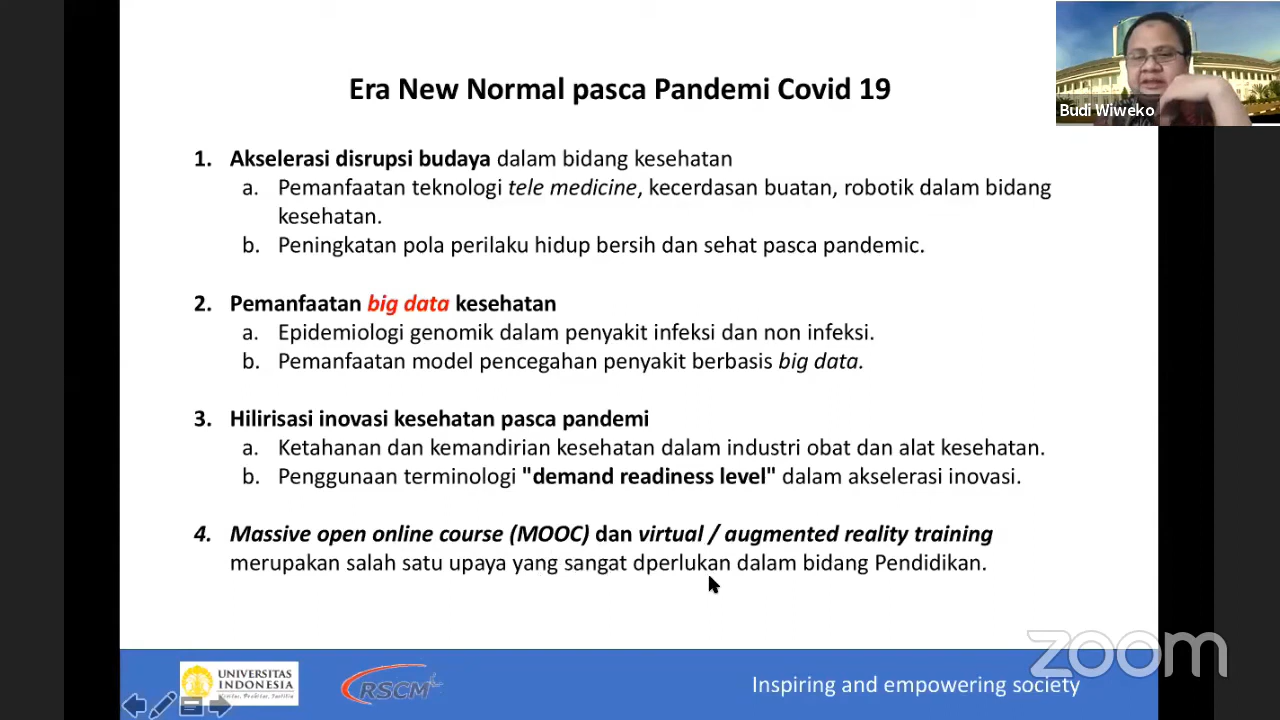 Era New Normal pasca Pandemi Covid 19
Budi Wiweko
1. Akselerasi disrupsi budaya dalam bidang kesehatan
a. Pemanfaatan teknologi tele medicine, kecerdasan buatan, robotik dalam bidang
kesehatan.
b. Peningkatan pola perilaku hidup bersih dan sehat pasca pandemic.
2. Pemanfaatan big data kesehatan
a. Epidemiologi genomik dalam penyakit infeksi dan non infeksi.
b. Pemanfaatan model pencegahan penyakit berbasis big data.
3. Hilirisasi inovasi kesehatan pasca pandemi
a. Ketahanan dan kemandirian kesehatan dalam industri obat dan alat kesehatan.
b. Penggunaan terminologi "demand readiness level" dalam akselerasi inovasi.
4. Massive open online course (MOOC) dan virtual / augmented reality training
merupakan salah satu upaya yang sangat dperlukan dalam bidang Pendidikan.
zoom
UNIVERSITAS
INDONESIA
RSCM
Inspiring and empowering society